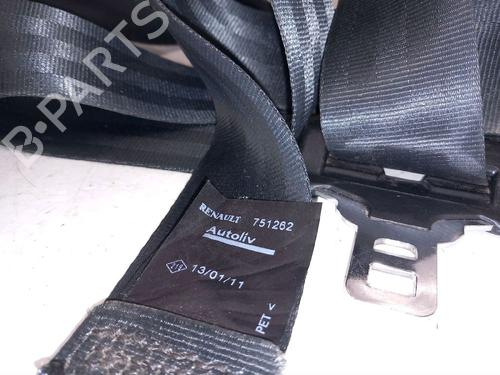 B-PARTS
RENAULT 751262
Autoliv
13/01/11
PET